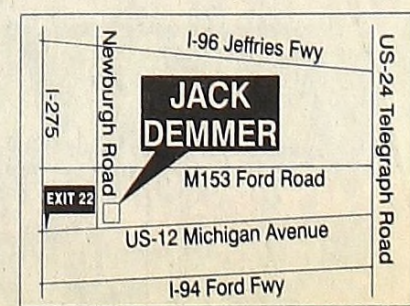 I-96 Jeffries Fwy
I-275
Newburgh Road
JACK
DEMMER
US-24 Telegraph Road
M153 Ford Road
EXIT 22
US-12 Michigan Avenue
I-94 Ford Fwy